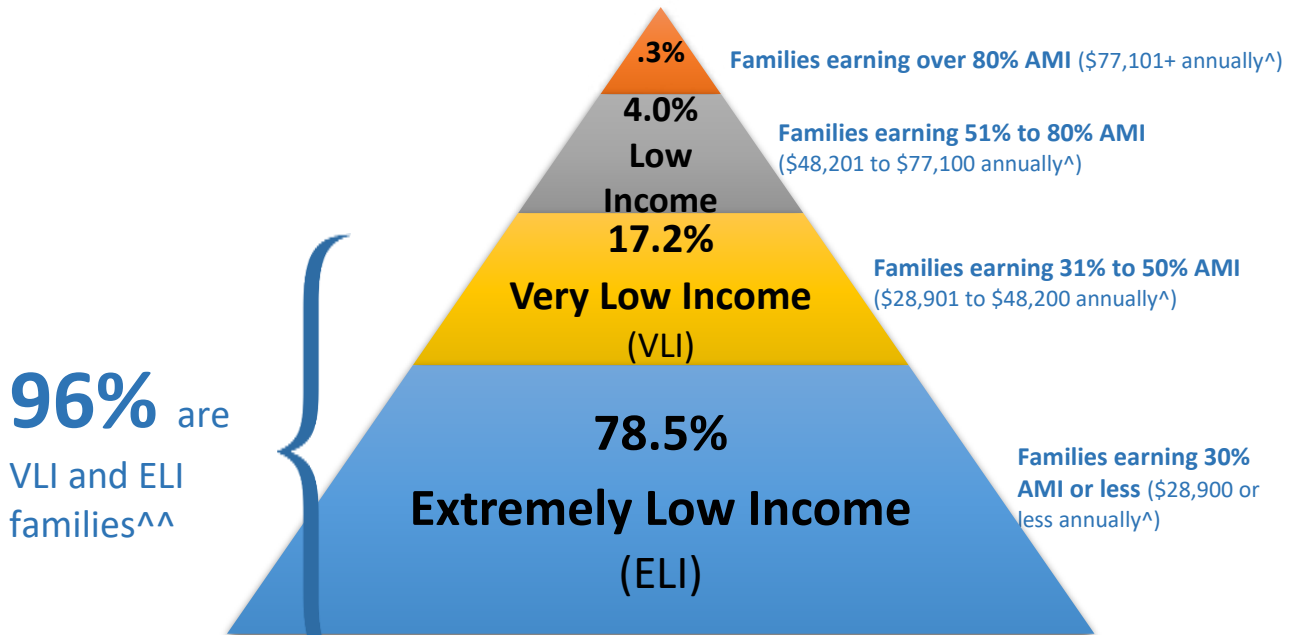 .3%
Families earning over 80% AMI ($77,101+ annually^)
4.0%
Low
Income
Families earning 51% to 80% AMI
($48,201 to $77,100 annually^)
17.2%
Very Low Income
(VLI)
Families earning 31% to 50% AMI
($28,901 to $48,200 annually^)
96% are
VLI and ELI
families^^
78.5%
Extremely Low Income
(ELI)
Families earning 30%
AMI or less ($28,900 or
less annually^)